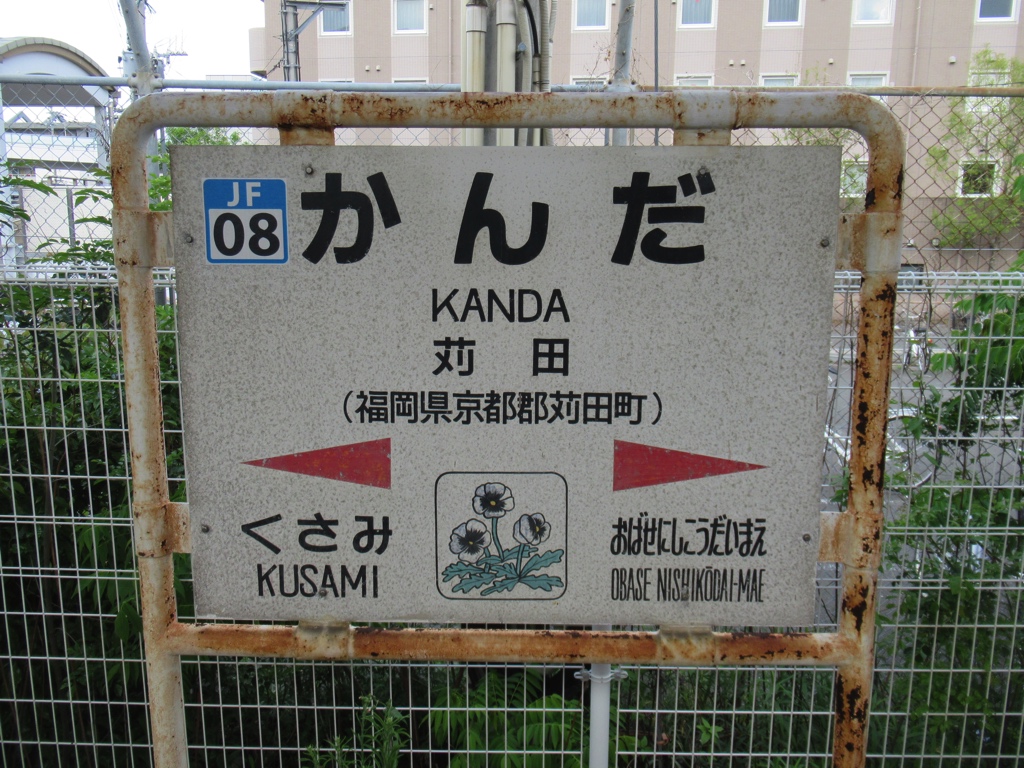 JF
08
かんだ
KANDA
苅田
(福岡県京都郡苅田町)
くさみ
KUSAMI
おばせにしこうだいまえ
OBASE NISHIKŌDAI-MAE